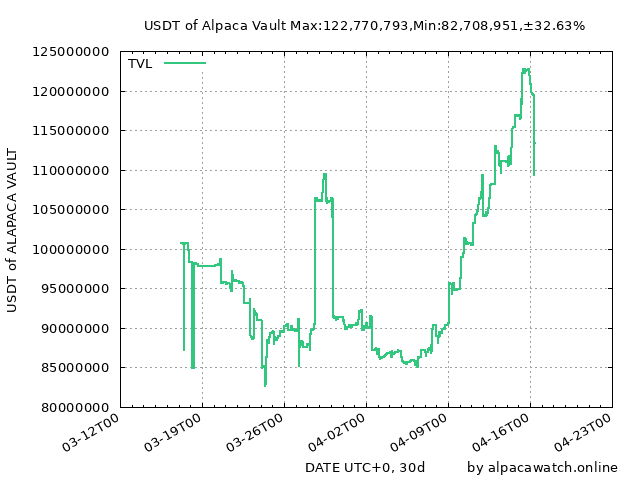 USDT of Alpaca Vault Max:122,770,793,Min:82,708,951,±32.63%
TVL
125000000
120000000
115000000
110000000
105000000
100000000
95000000
90000000
85000000
80000000
USDT of ALAPACA VAULT
03-12T00
03-19T00
03-26T00
04-02T00
04-09T00
04-16T00
04-23T00
DATE UTC+0, 30d
by alpacawatch.online